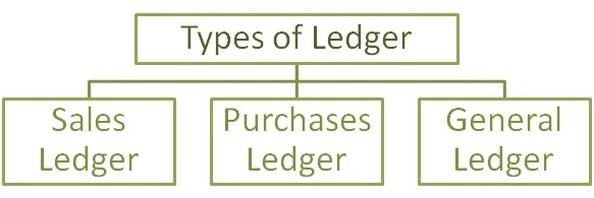 Types of Ledger
Sales
Ledger
Purchases
Ledger
General
Ledger